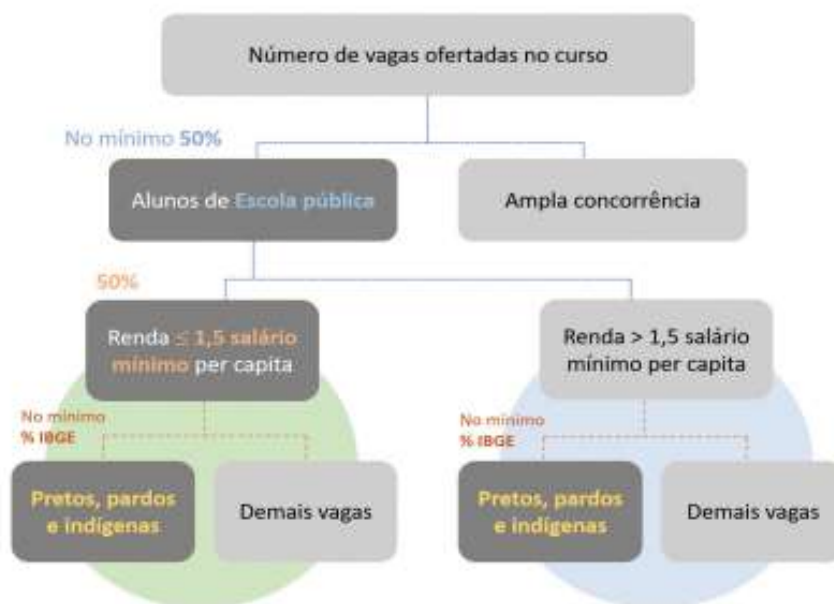 Número de vagas ofertadas no curso
No mínimo 50%
Alunos de Escola pública
Ampla concorrência
50%
Renda ≤ 1,5 salário
mínimo per capita
Renda > 1,5 salário
mínimo per capita
No mínimo
% IBGE
No mínimo
% IBGE
Pretos, pardos
e indígenas
Demais vagas
Pretos, pardos
e indígenas
Demais vagas